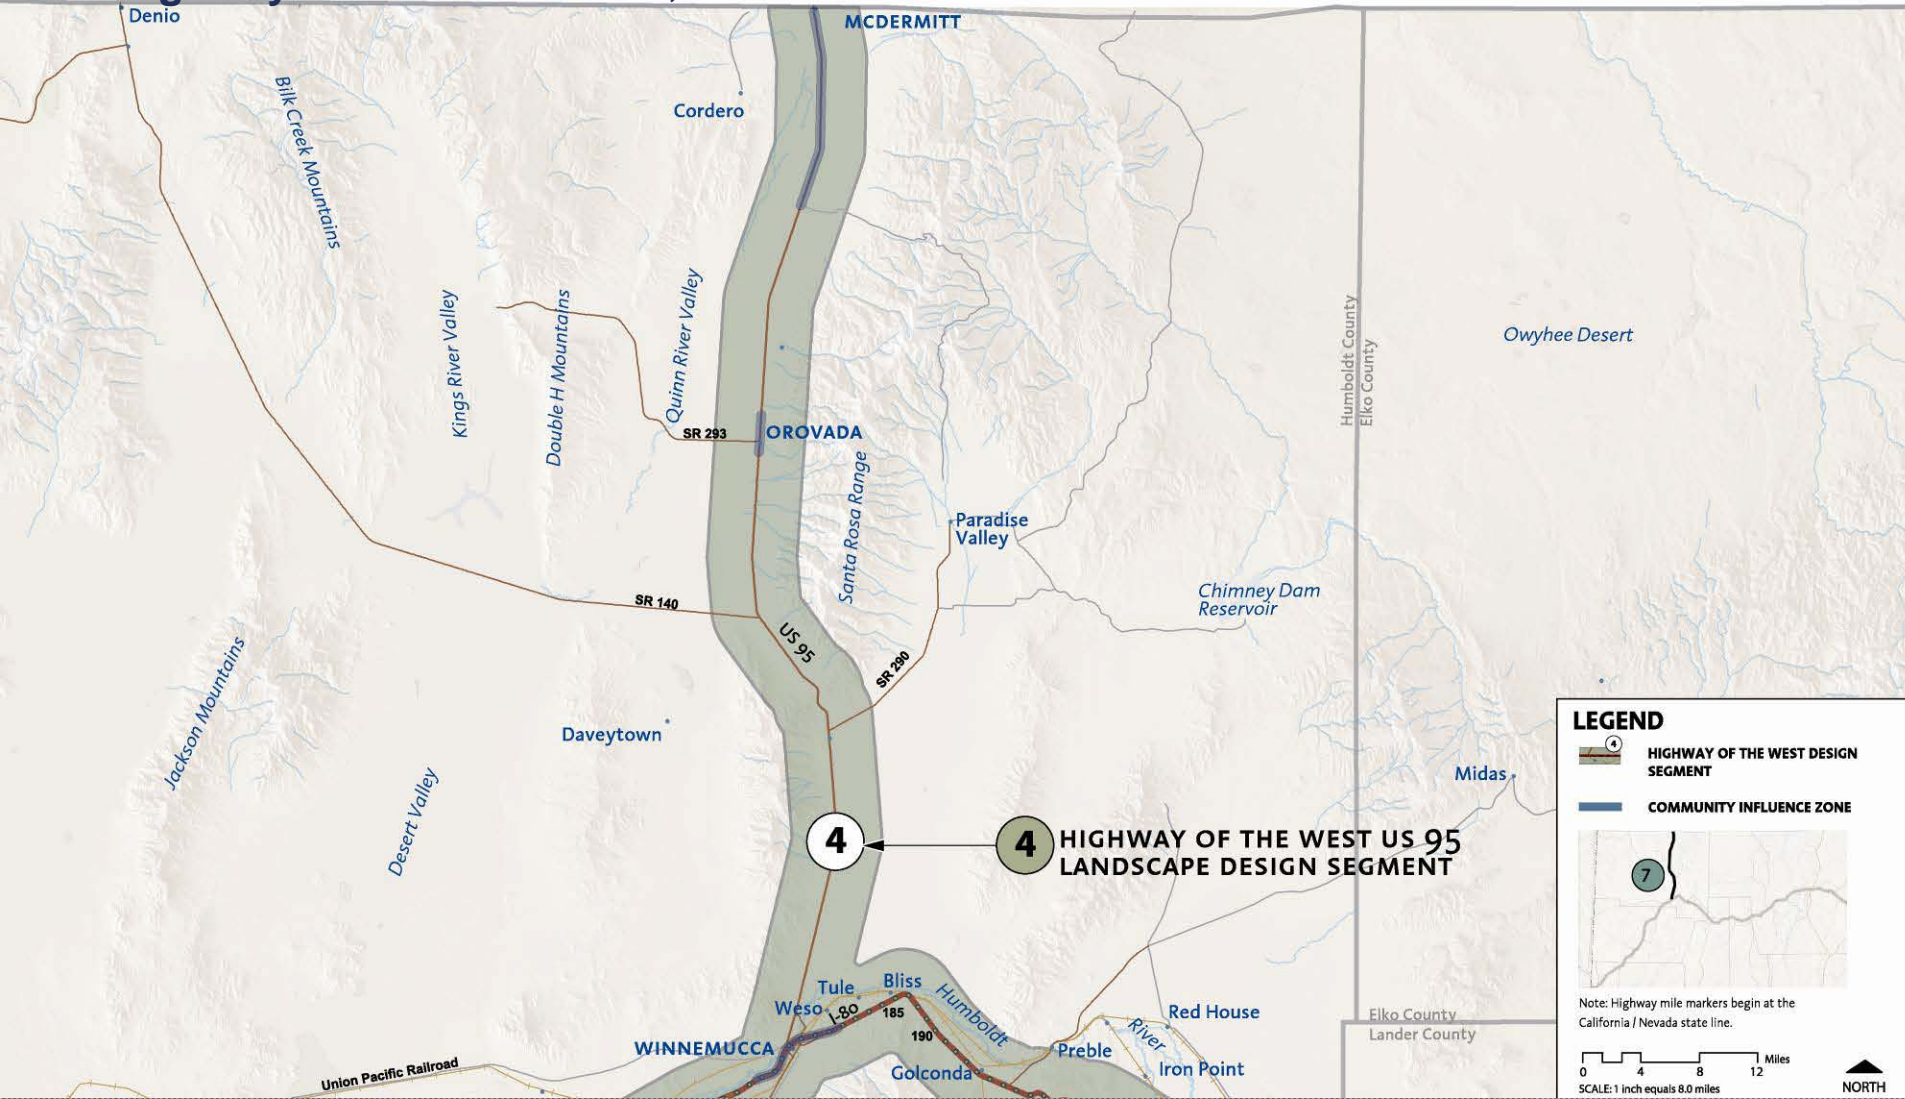 Denio
MCDERMITT
Bilk Creek Mountains
Cordero
Kings River Valley
Double H Mountains
Quinn River Valley
Humboldt County
Elko County
Owyhee Desert
SR 293
OROVADA
Santa Rosa Range
Paradise
Valley
Chimney Dam
Reservoir
SR 140
US 95
SR 290
Jackson Mountains
Daveytown
Desert Valley
Midas
4
4
HIGHWAY OF THE WEST US 95
LANDSCAPE DESIGN SEGMENT
Tule
Bliss
Weso
I-80
185
190
Humboldt
River
Red House
WINNEMUCCA
Preble
Golconda
Iron Point
Union Pacific Railroad
Elko County
Lander County
LEGEND
4
HIGHWAY OF THE WEST DESIGN
SEGMENT
COMMUNITY INFLUENCE ZONE
7
Note: Highway mile markers begin at the
California / Nevada state line.
0 4 8 12 Miles
SCALE: 1 inch equals 8.0 miles
NORTH